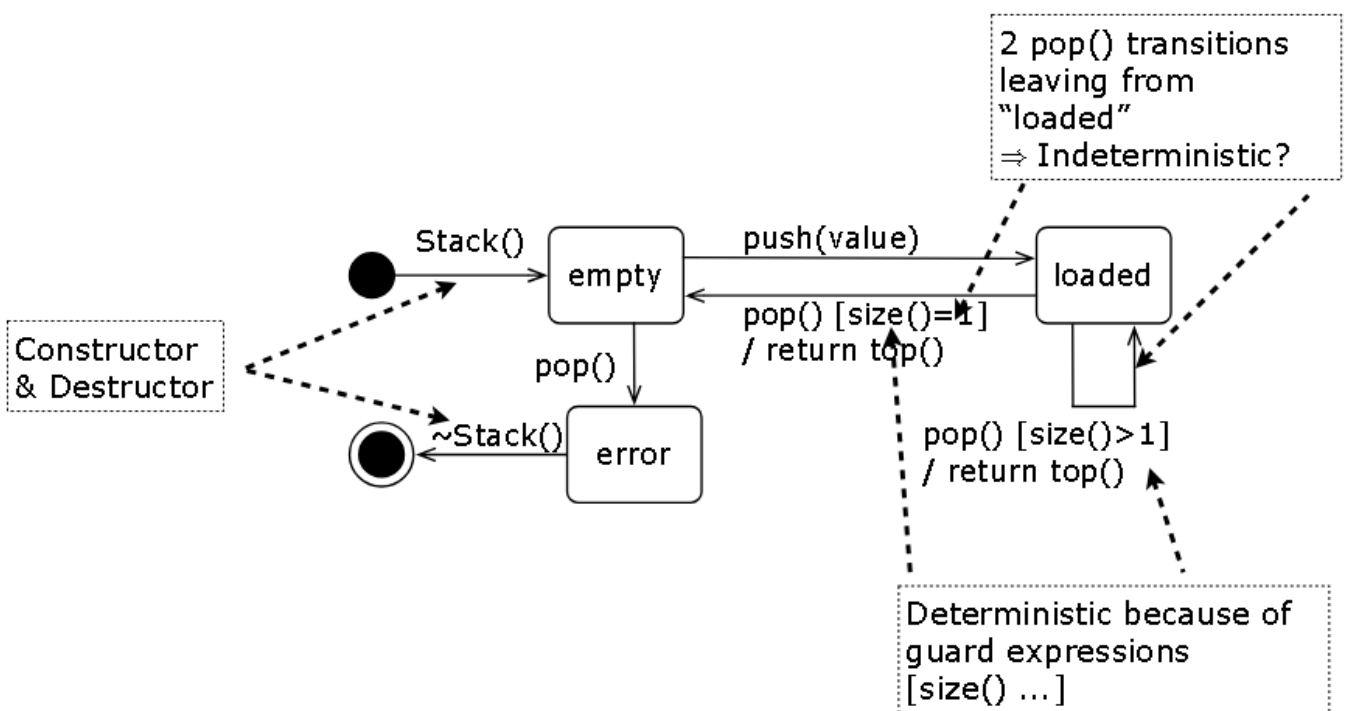 2 pop() transitions
leaving from
“loaded”
⇒ Indeterministic?
Stack()
empty
push(value)
loaded
pop() [size()=1]
/ return top()
Constructor
& Destructor
pop()
~Stack()
error
pop() [size()>1]
/ return top()
Deterministic because of
guard expressions
[size() ...]